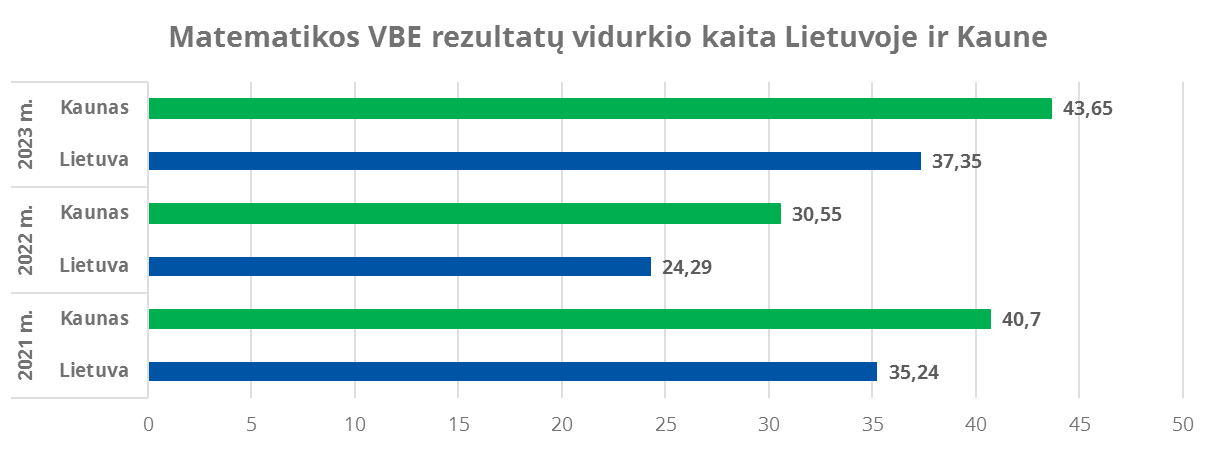 Matematikos VBE rezultatų vidurkio kaita Lietuvoje ir Kaune
2023 m.
Kaunas
43,65
Lietuva
37,35
2022 m.
Kaunas
30,55
Lietuva
24,29
2021 m.
Kaunas
40,7
Lietuva
35,24
0 5 10 15 20 25 30 35 40 45 50